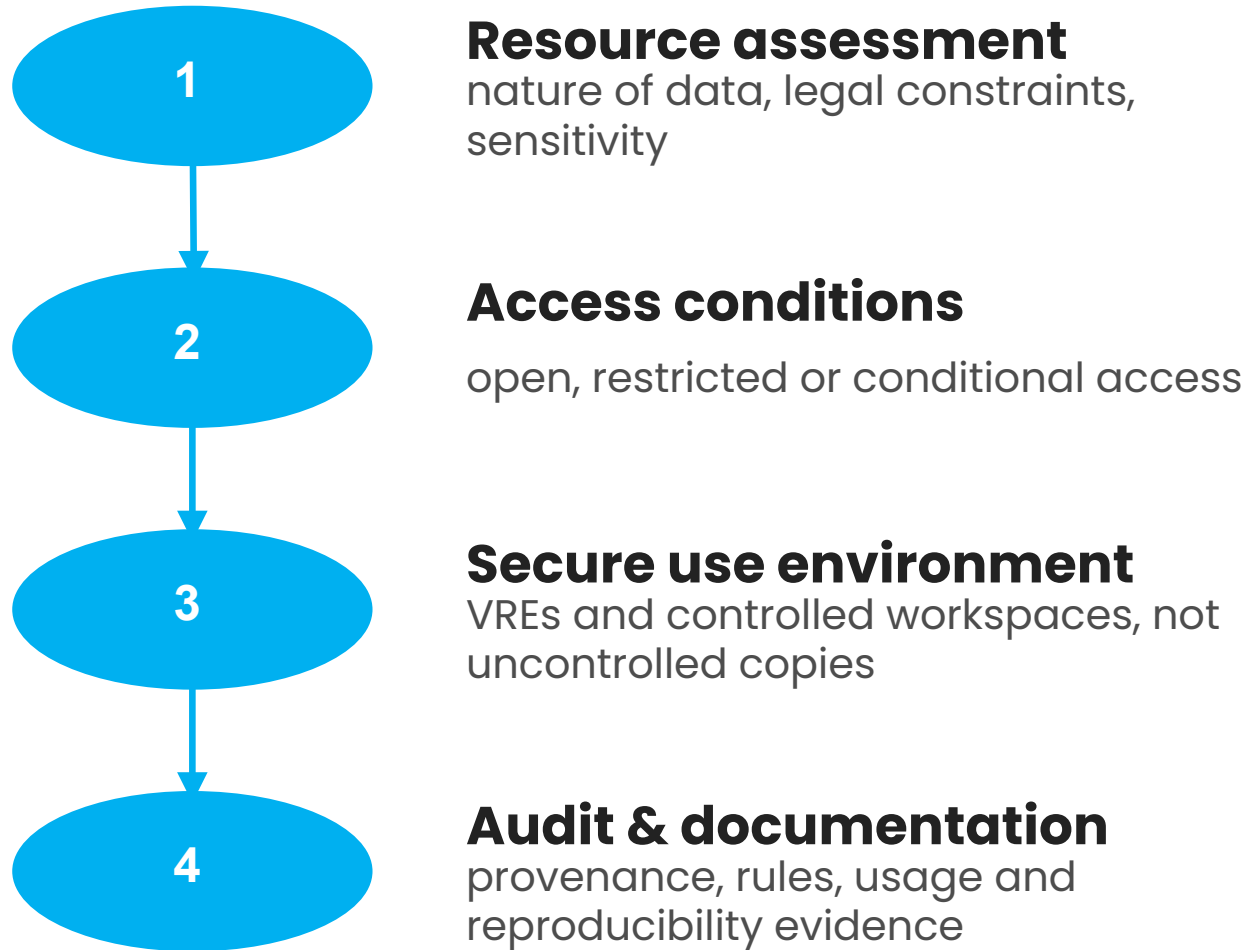 1
Resource assessment
nature of data, legal constraints,
sensitivity
2
Access conditions
open, restricted or conditional access
3
Secure use environment
VREs and controlled workspaces, not
uncontrolled copies
4
Audit & documentation
provenance, rules, usage and
reproducibility evidence